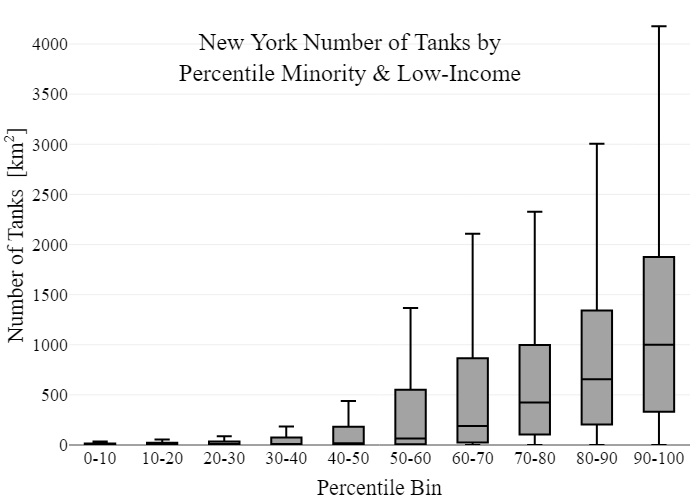 New York Number of Tanks by
Percentile Minority & Low-Income
Number of Tanks [km²]
4000
3500
3000
2500
2000
1500
1000
500
0
0-10 10-20 20-30 30-40 40-50 50-60 60-70 70-80 80-90 90-100
Percentile Bin